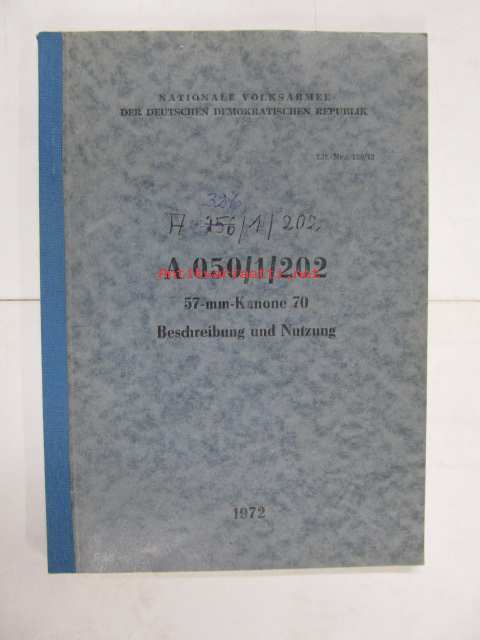 NATIONALE VOLKSARMEE
DER DEUTSCHEN DEMOKRATISCHEN REPUBLIK
326
A 256/1/202
A 050/1/202
57-mm-Kanone 70
Beschreibung und Nutzung
1972